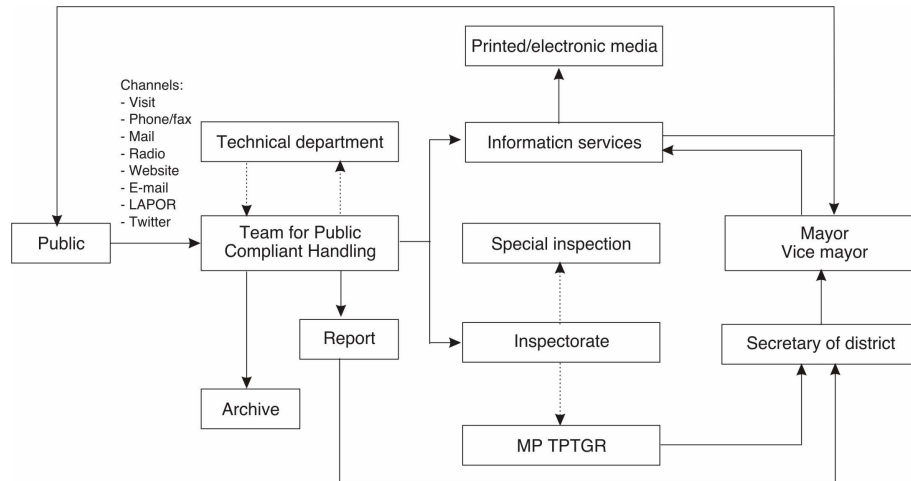 Printed/electronic media
Channels:
- Visit
- Phone/fax
- Mail
- Radio
- Website
- E-mail
- LAPOR
- Twitter
Technical department
Information services
Public
Team for Public
Compliant Handling
Special inspection
Mayor
Vice mayor
Report
Inspectorate
Secretary of district
Archive
MP TPTGR